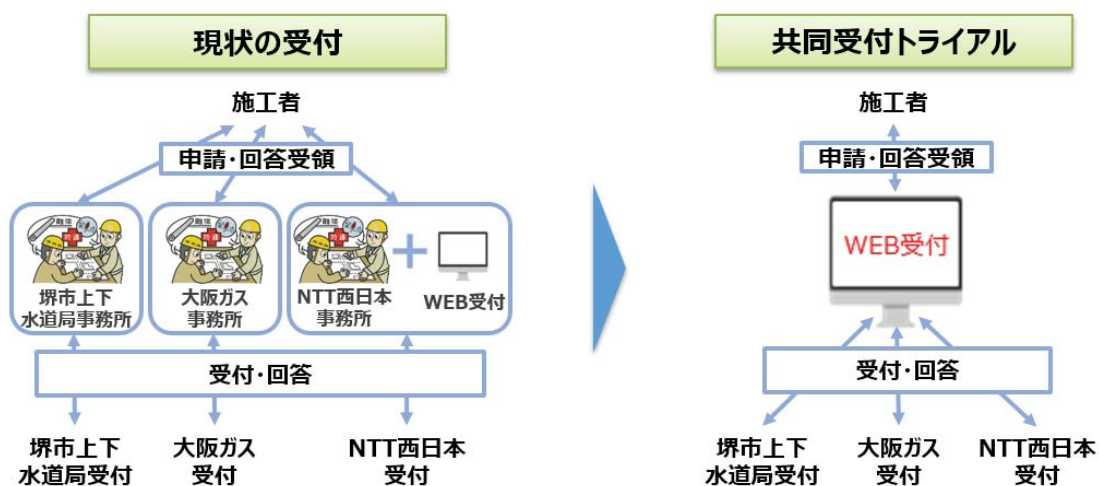 現状の受付
施工者
申請・回答受領
堺市上下
水道局事務所
大阪ガス
事務所
NTT西日本
事務所
WEB受付
受付・回答
堺市上下
水道局受付
大阪ガス
受付
NTT西日本
受付
共同受付トライアル
施工者
申請・回答受領
WEB受付
受付・回答
堺市上下
水道局受付
大阪ガス
受付
NTT西日本
受付